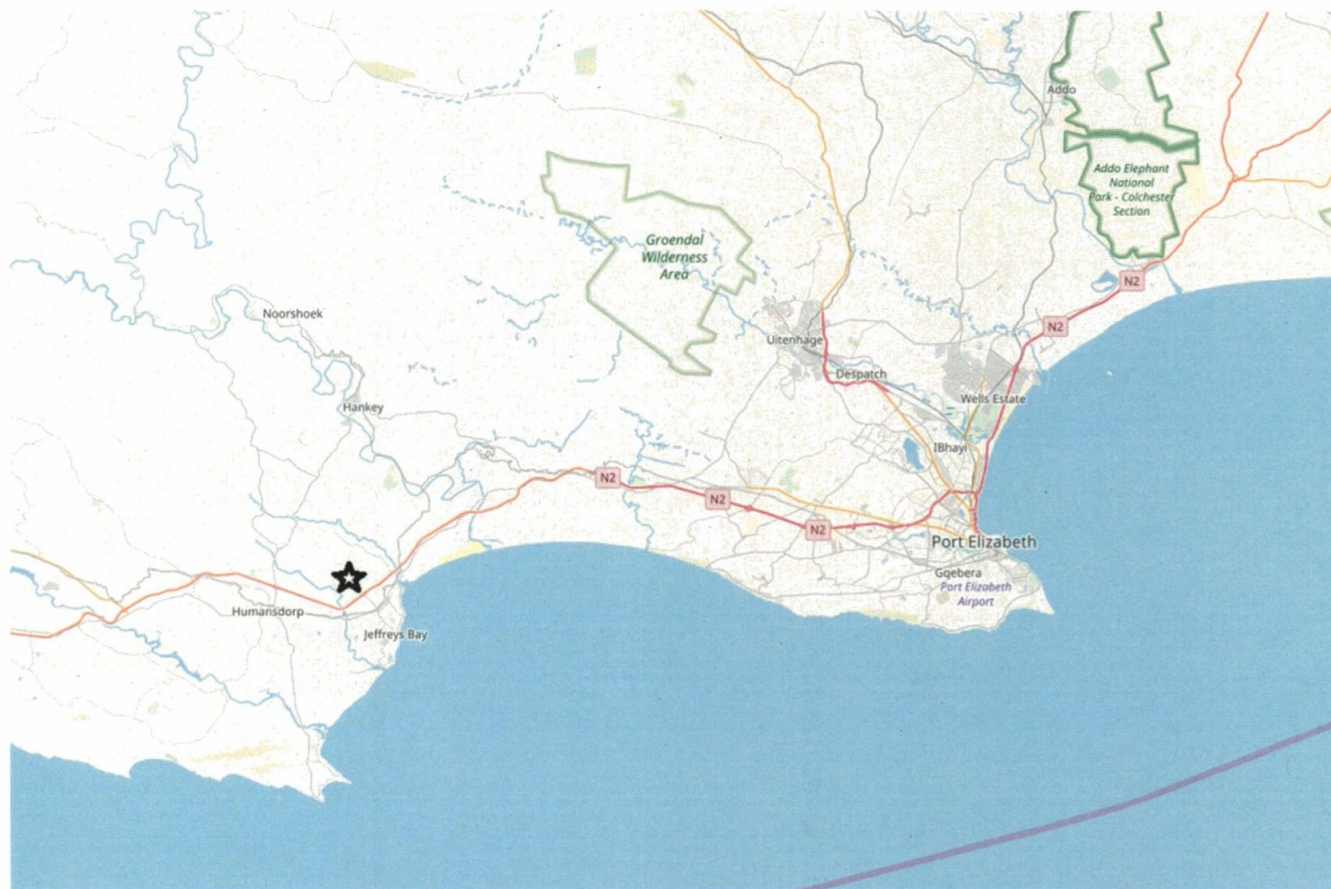 Addo
Addo Elephant
National
Park - Colchester
Section
Groendal
Wilderness
Area
N2
Noorshoek
N2
Uitenhage
Despatch
Hankey
Wells Estate
IBhayi
N2
N2
N2
Port Elizabeth
Gqebera
Port Elizabeth
Airport
Humansdorp
Jeffreys Bay